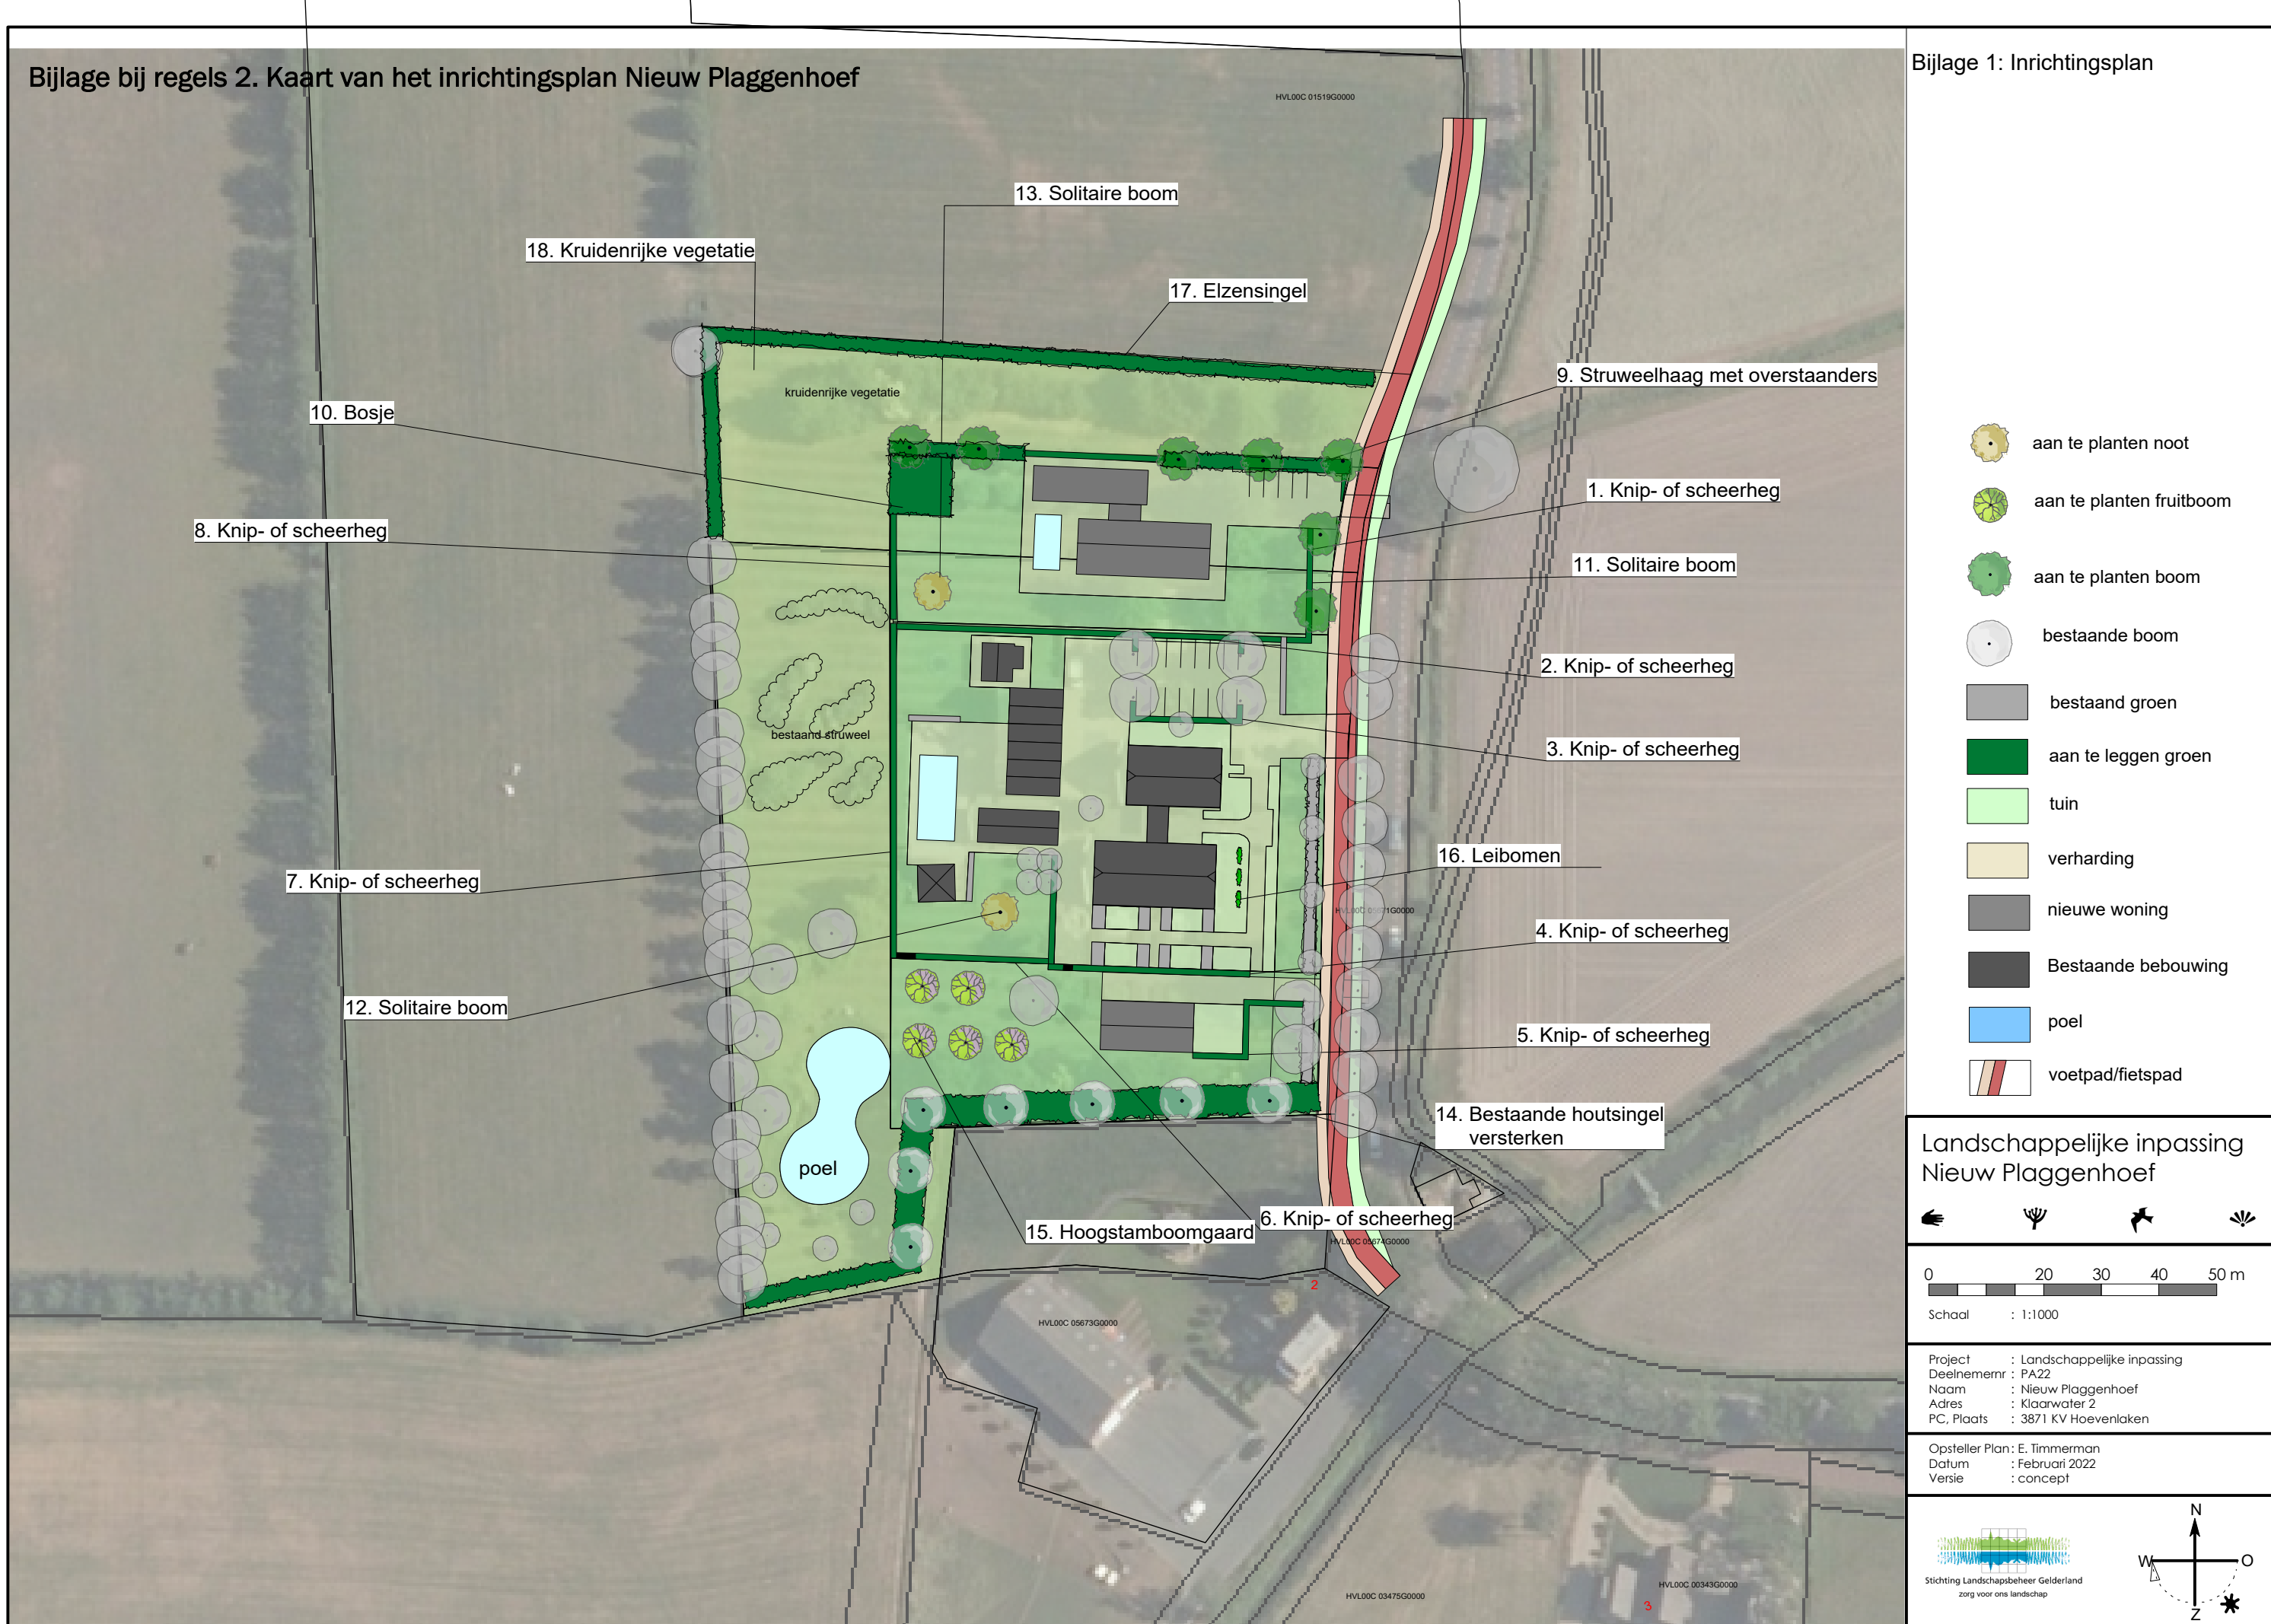 Bijlage bij regels 2. Kaart van het inrichtingsplan Nieuw Plaggenhoef
Bijlage 1: Inrichtingsplan
HVL00C 01519G0000
13. Solitaire boom
18. Kruidenrijke vegetatie
17. Elzensingel
9. Struweelhaag met overstaanders
kruidenrijke vegetatie
10. Bosje
1. Knip- of scheerheg
8. Knip- of scheerheg
11. Solitaire boom
2. Knip- of scheerheg
bestaand struweel
3. Knip- of scheerheg
16. Leibomen
7. Knip- of scheerheg
4. Knip- of scheerheg
12. Solitaire boom
5. Knip- of scheerheg
14. Bestaande houtsingel
versterken
poel
6. Knip- of scheerheg
15. Hoogstamboomgaard
HVL00C 05674G0000
2
HVL00C 05673G0000
HVL00C 03475G0000
HVL00C 00343G0000
3
aan te planten noot
aan te planten fruitboom
aan te planten boom
bestaande boom
bestaand groen
aan te leggen groen
tuin
verharding
nieuwe woning
Bestaande bebouwing
poel
voetpad/fietspad
Landschappelijke inpassing
Nieuw Plaggenhoef
0 20 30 40 50 m
Schaal : 1:1000
Project : Landschappelijke inpassing
Deelnemernr : PA22
Naam : Nieuw Plaggenhoef
Adres : Klaarwater 2
PC, Plaats : 3871 KV Hoevenlaken
Opsteller Plan : E. Timmerman
Datum : Februari 2022
Versie : concept
Stichting Landschapsbeheer Gelderland
zorg voor ons landschap
N
W O
Z